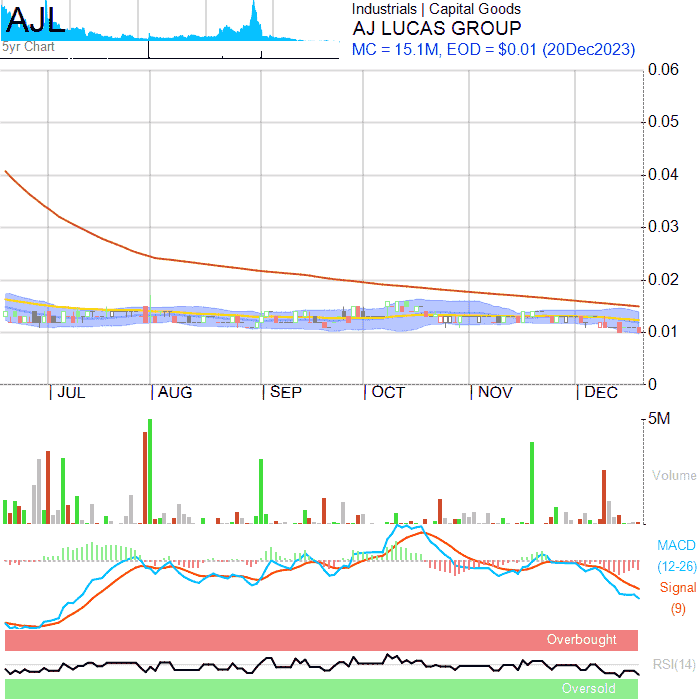 AJL
5yr Chart
Industrials | Capital Goods
AJ LUCAS GROUP
MC = 15.1M, EOD = $0.01 (20Dec2023)
0.06
0.05
0.04
0.03
0.02
0.01
0
JUL AUG SEP OCT NOV DEC
5M
Volume
MACD
(12-26)
Signal
(9)
Overbought
RSI(14)
Oversold